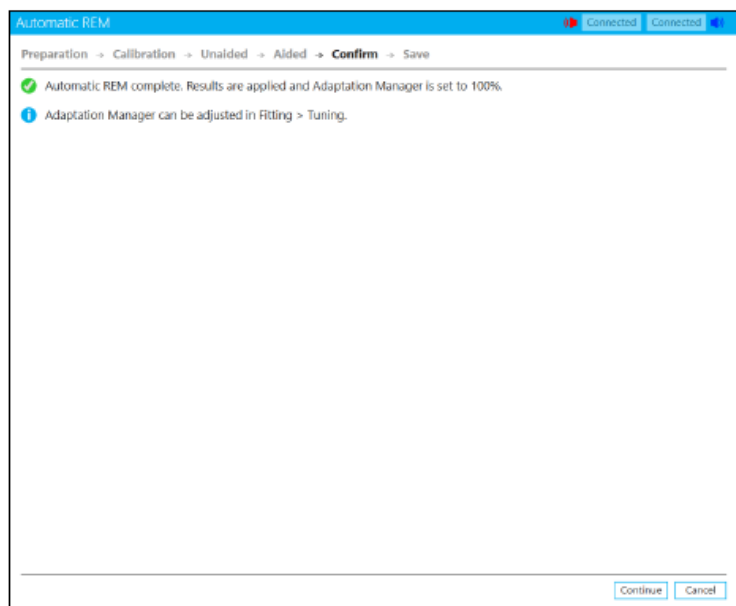 Automatic REM
Connected Connected
Preparation → Calibration → Unaided → Aided → Confirm → Save
Automatic REM complete. Results are applied and Adaptation Manager is set to 100%.
Adaptation Manager can be adjusted in Fitting > Tuning.
Continue Cancel